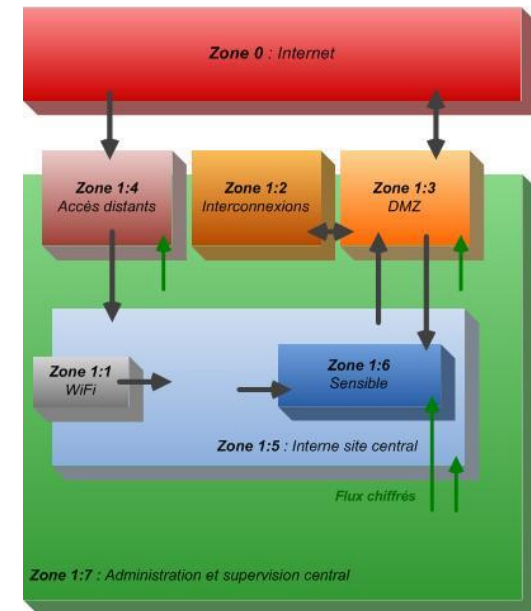 Zone 0 : Internet
Zone 1:4
Accès distants
Zone 1:2
Interconnexions
Zone 1:3
DMZ
Zone 1:1
WiFi
Zone 1:6
Sensible
Zone 1:5 : Interne site central
Flux chiffrés
Zone 1:7 : Administration et supervision central